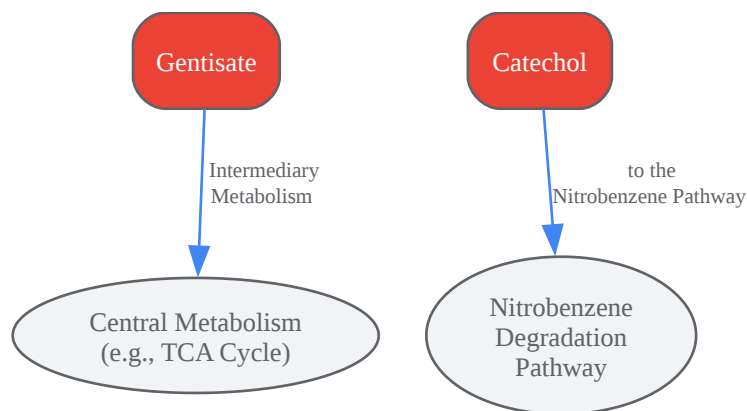 Gentisate
Catechol
Intermediary
Metabolism
to the
Nitrobenzene Pathway
Central Metabolism
(e.g., TCA Cycle)
Nitrobenzene
Degradation
Pathway